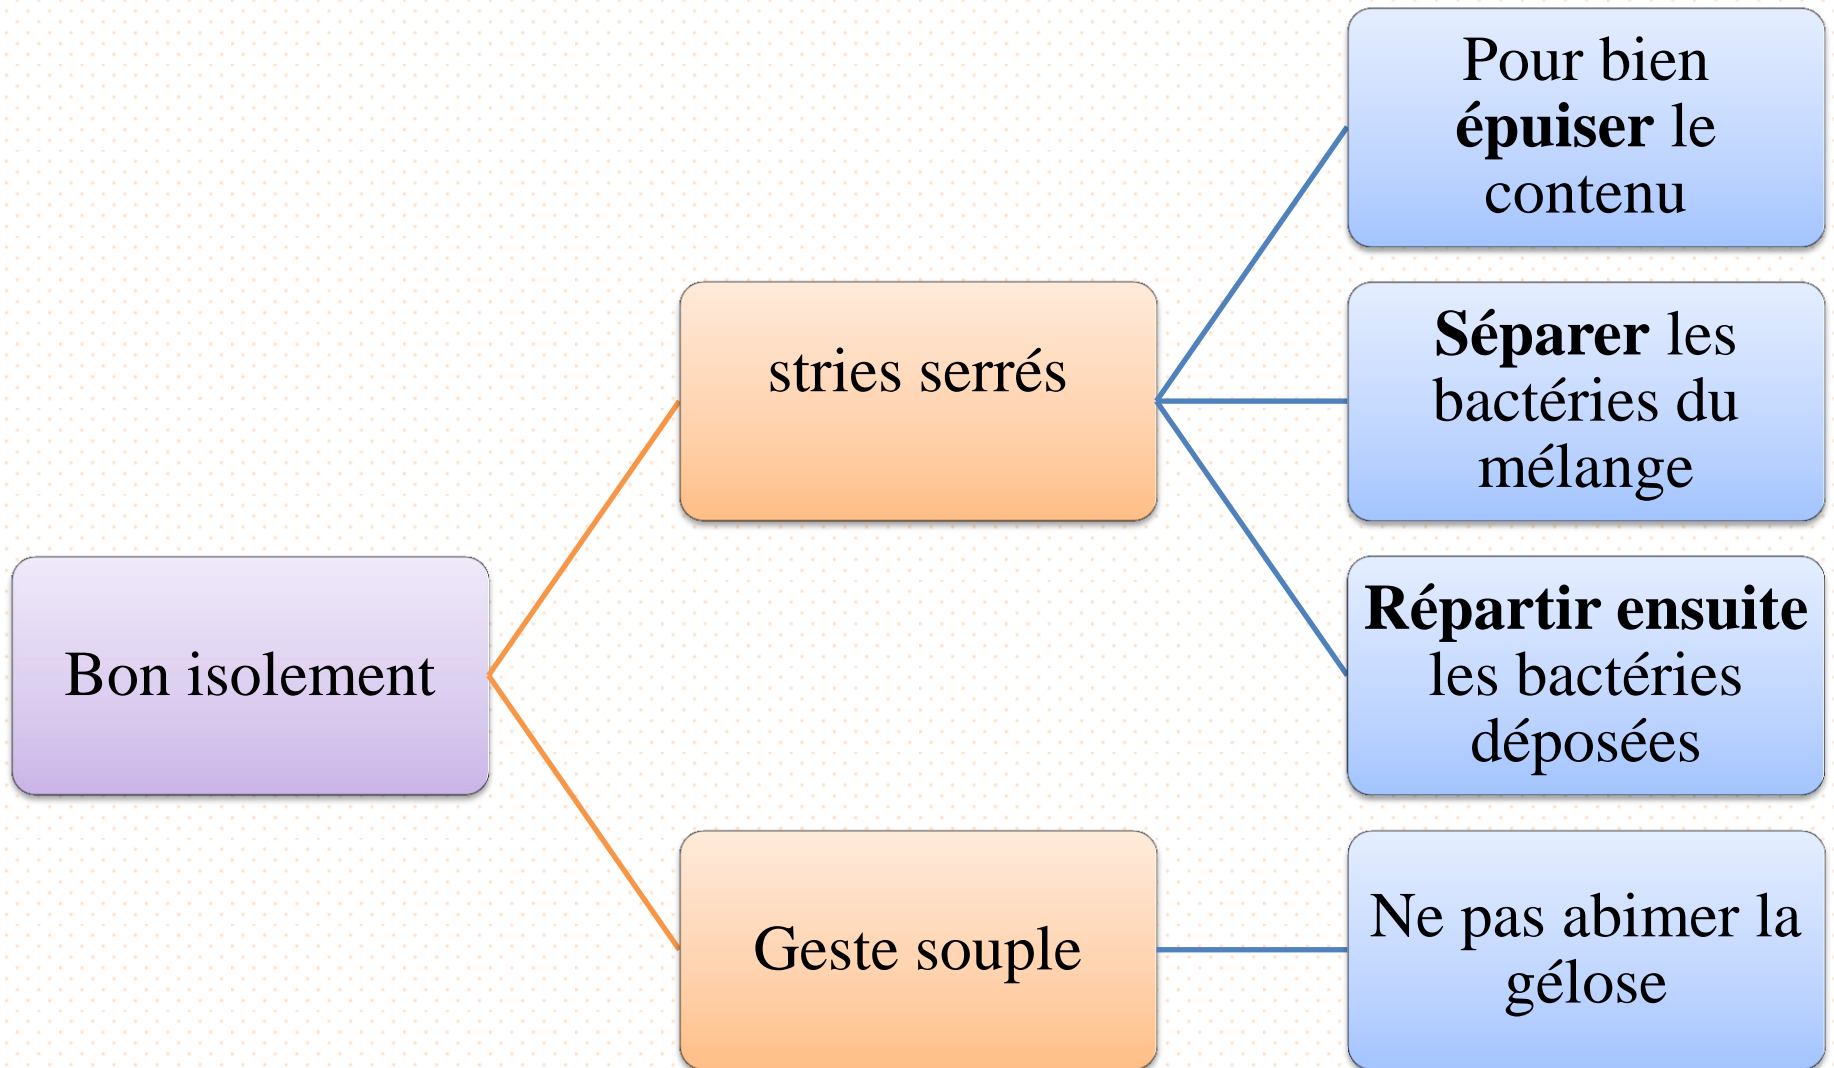 Bon isolement
stries serrés
Pour bien
épuiser le
contenu
Séparer les
bactéries du
mélange
Répartir ensuite
les bactéries
déposées
Geste souple
Ne pas abimer la
gélose